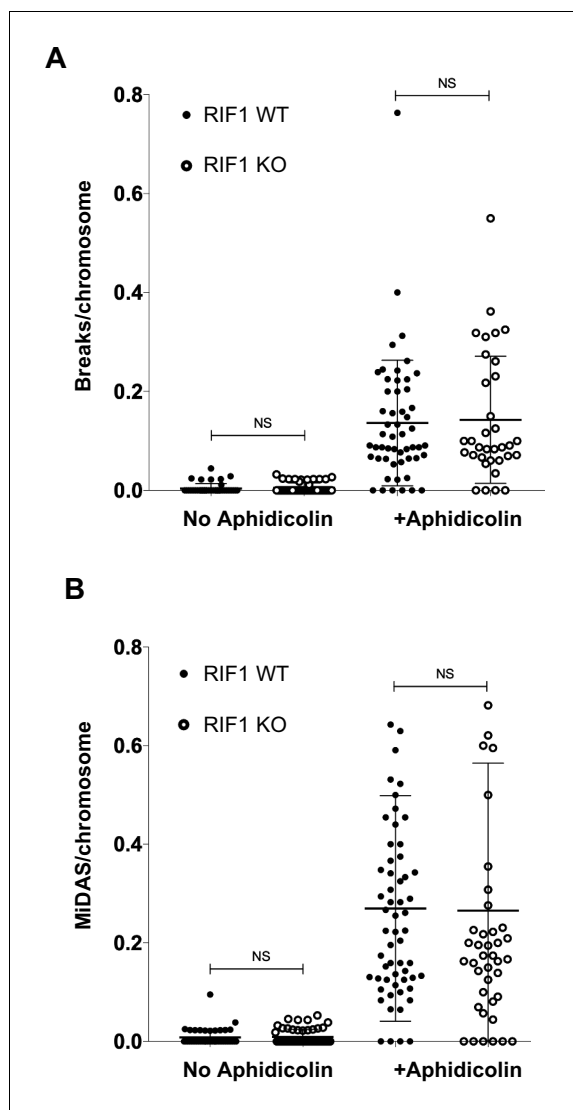 A
NS
0.8
RIF1 WT
RIF1 KO
0.6
Breaks/chromosome
0.4
NS
0.2
0.0
No Aphidicolin
+Aphidicolin
B
0.8
RIF1 WT
NS
RIF1 KO
0.6
MiDAS/chromosome
0.4
0.2
NS
0.0
No Aphidicolin
+Aphidicolin